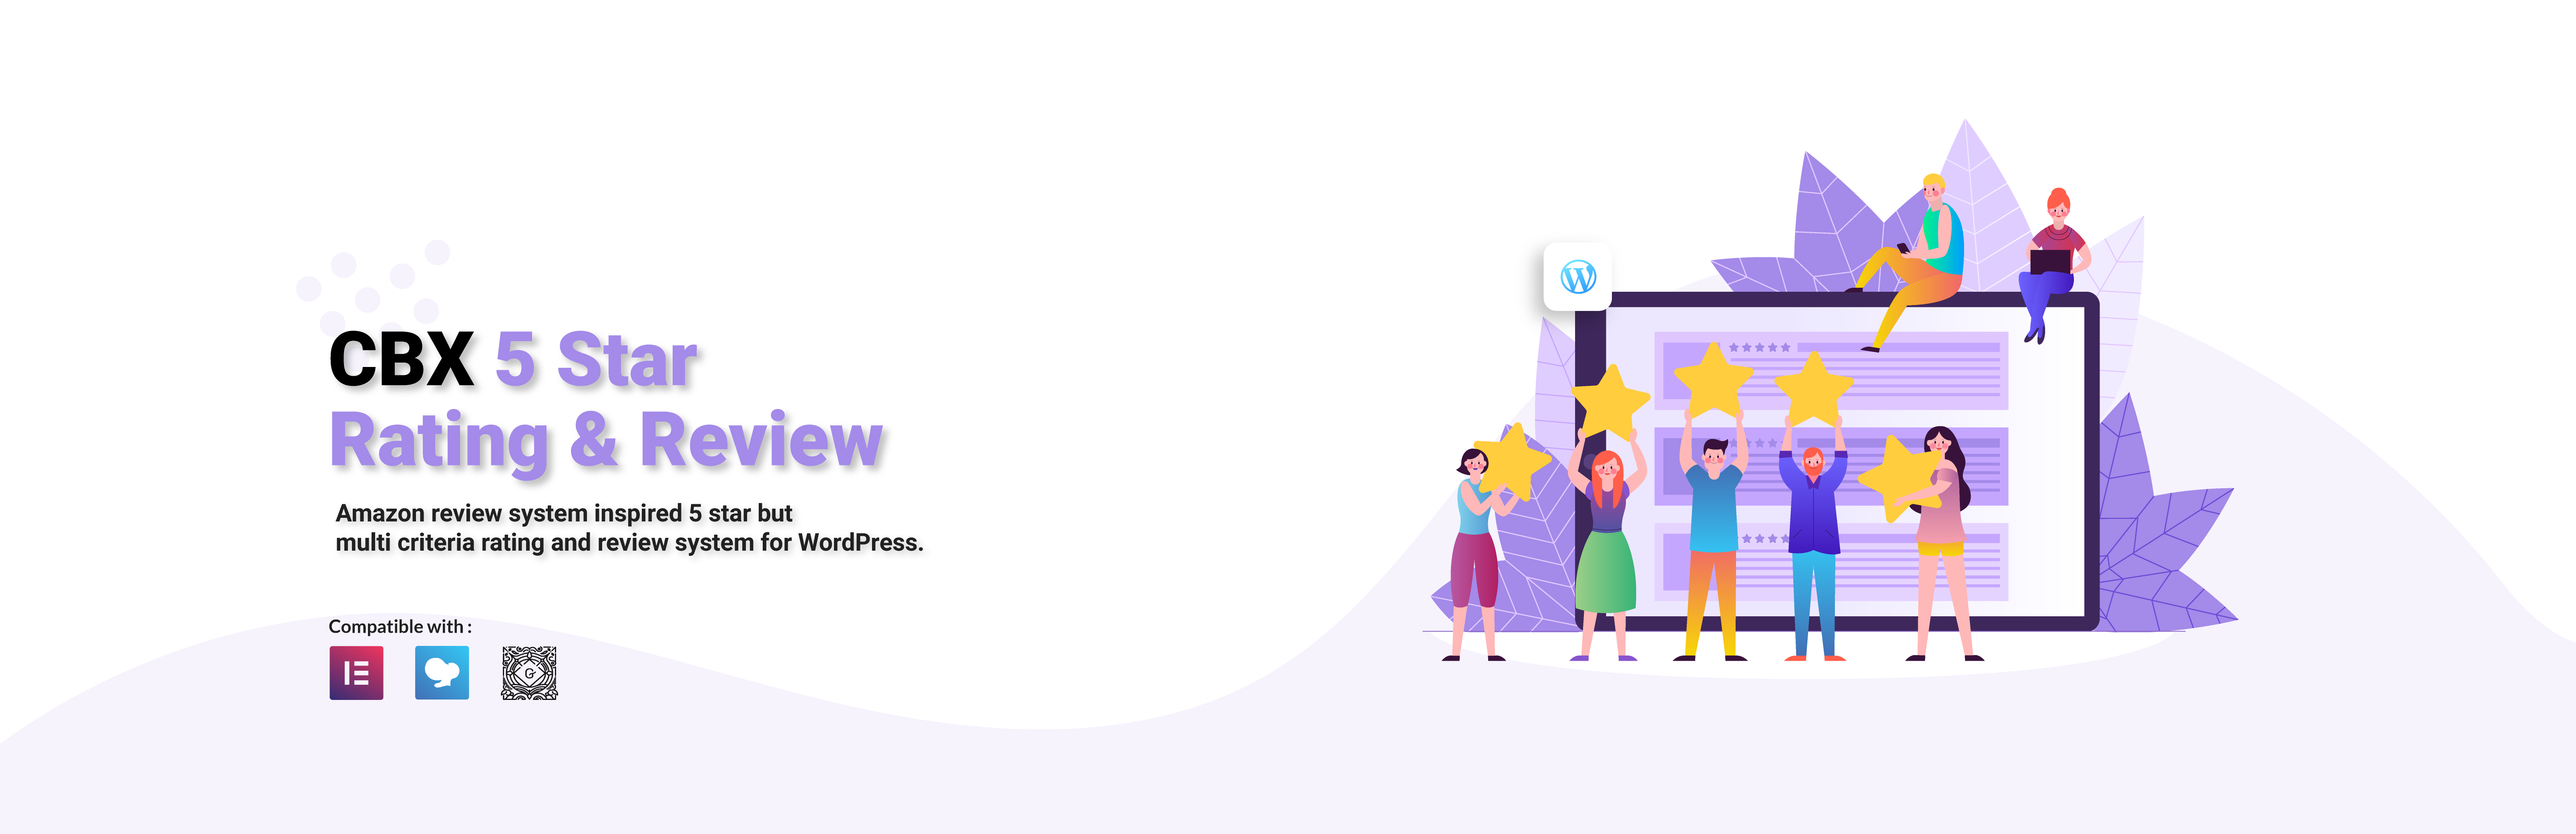 CBX 5 Star
Rating & Review
Amazon review system inspired 5 star but
multi criteria rating and review system for WordPress.
Compatible with :
G
W